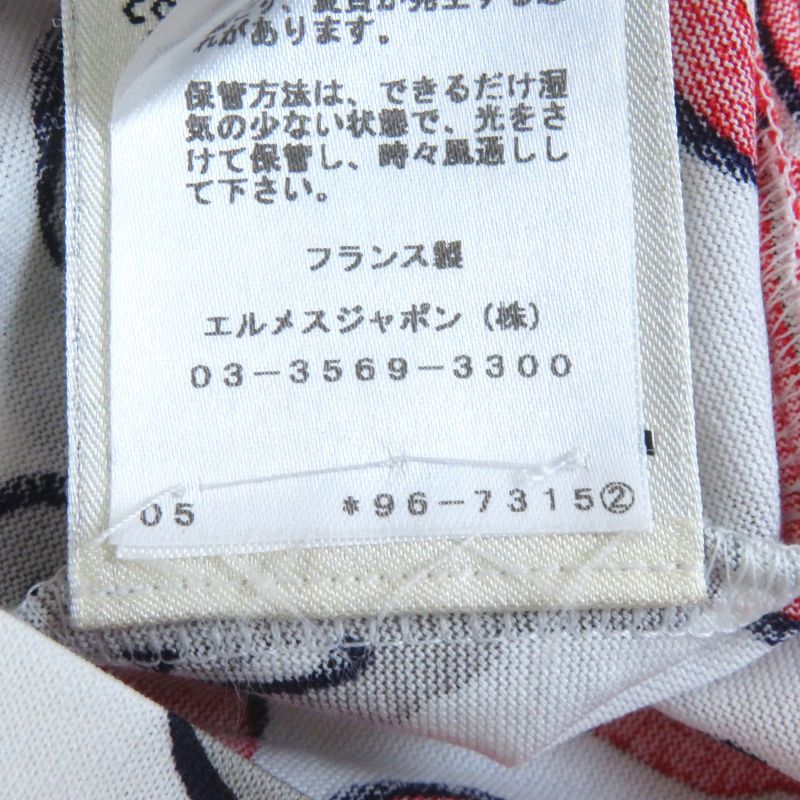 れがあります。
保管方法は、できるだけ湿
気の少ない状態で、光をさ
けて保管し、時々風通しし
て下さい。
フランス製
エルメスジャポン（株）
03－3569－3300
05 *96－7315②